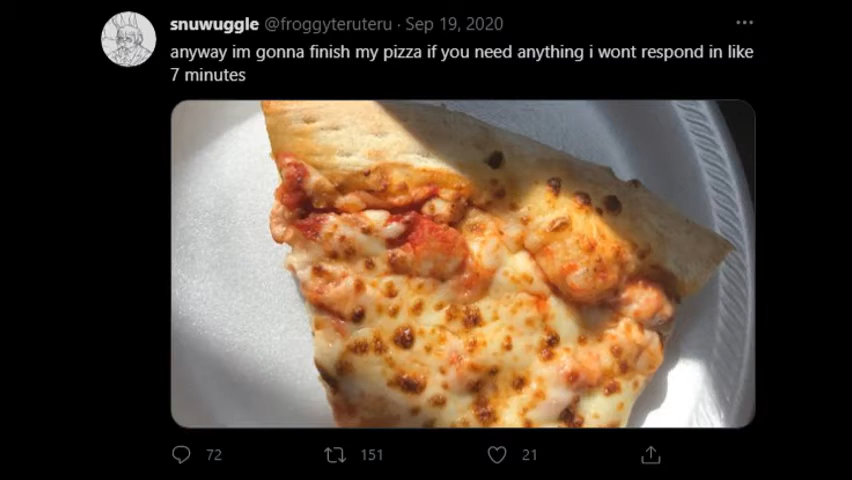 snuwuggle @froggyteruteru · Sep 19, 2020
anyway im gonna finish my pizza if you need anything i wont respond in like
7 minutes
72 151 21